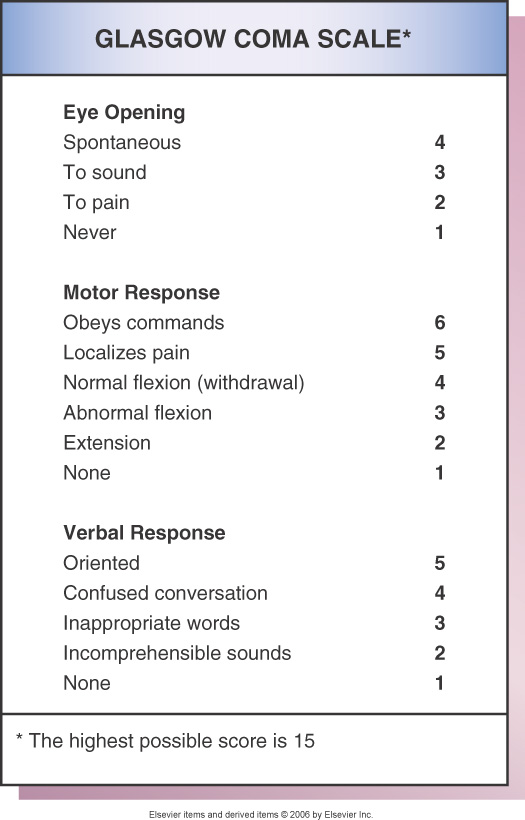 GLASGOW COMA SCALE*
Eye Opening
Spontaneous 4
To sound 3
To pain 2
Never 1
Motor Response
Obeys commands 6
Localizes pain 5
Normal flexion (withdrawal) 4
Abnormal flexion 3
Extension 2
None 1
Verbal Response
Oriented 5
Confused conversation 4
Inappropriate words 3
Incomprehensible sounds 2
None 1
* The highest possible score is 15
Elsevier items and derived items © 2006 by Elsevier Inc.